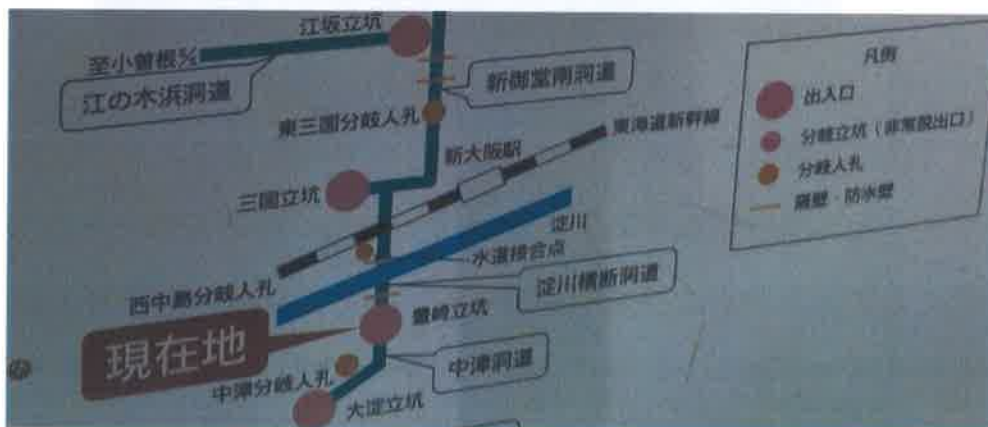 江坂立坑
至小曽根
江の木浜洞道
新御堂南洞道
東三国分岐人孔
新大阪駅
東海道新幹線
三国立坑
淀川
水道接合点
西中島分岐人孔
淀川横断洞道
豊崎立坑
現在地
中津分岐人孔
中津洞道
大淀立坑
凡例
出入口
分岐立坑(非常脱出口)
分岐人孔
隔壁・防水壁